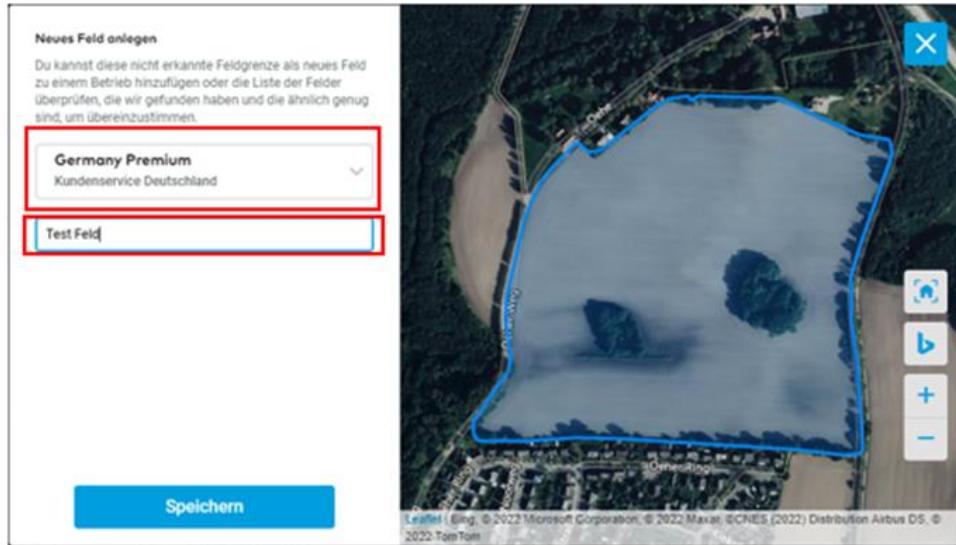 Neues Feld anlegen
Du kannst diese nicht erkannte Feldgrenze als neues Feld
zu einem Betrieb hinzufügen oder die Liste der Felder
überprüfen, die wir gefunden haben und die ähnlich genug
sind, um übereinzustimmen.
Germany Premium
Kundenservice Deutschland
Test Feld
Speichern
Leaflet | Bing, © 2022 Microsoft Corporation, © 2022 Maxar, ©CNES (2022) Distribution Airbus DS, ©
2022 TomTom